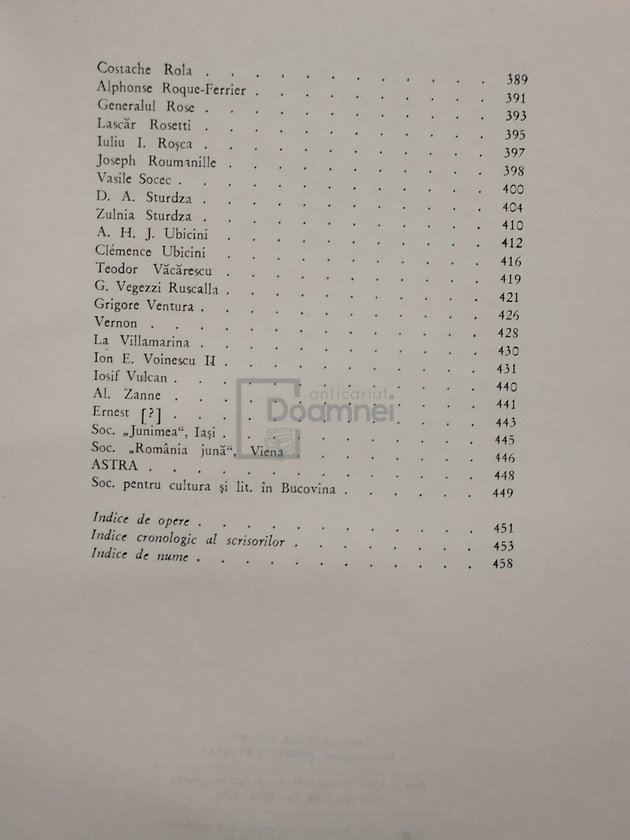 Costache Rola . . . . . . . . . . . 389
Alphonse Roque-Ferrier . . . . . . . . . 391
Generalul Rose . . . . . . . . . . . 393
Lascăr Rosetti . . . . . . . . . . . 395
Iuliu I. Roșca . . . . . . . . . . . 397
Joseph Roumanille . . . . . . . . . . 398
Vasile Socec . . . . . . . . . . . . 400
D. A. Sturdza . . . . . . . . . . . 404
Zulnia Sturdza . . . . . . . . . . . 410
A. H. J. Ubicini . . . . . . . . . . 412
Clémence Ubicini . . . . . . . . . . 416
Teodor Văcărescu . . . . . . . . . . 419
G. Vegezzi Ruscalla . . . . . . . . . . 421
Grigore Ventura . . . . . . . . . . . 426
Vernon . . . . . . . . . . . . . 428
La Villamarina . . . . . . . . . . . 430
Ion E. Voinescu II . . . . . . . . . . 431
Iosif Vulcan . . . . . . . . . . . . 440
Al. Zanne . . . . . . . . . . . . 441
Ernest [?] . . . . . . . . . . . . 443
Soc. „Junimea“, Iași . . . . . . . . . . 445
Soc. „România jună“, Viena . . . . . . . 446
ASTRA . . . . . . . . . . . . . 448
Soc. pentru cultura și lit. în Bucovina . . . . . 449
Indice de opere . . . . . . . . . . . 451
Indice cronologic al scrisorilor . . . . . . . 453
Indice de nume . . . . . . . . . . . 458
anticariat
Doamnei